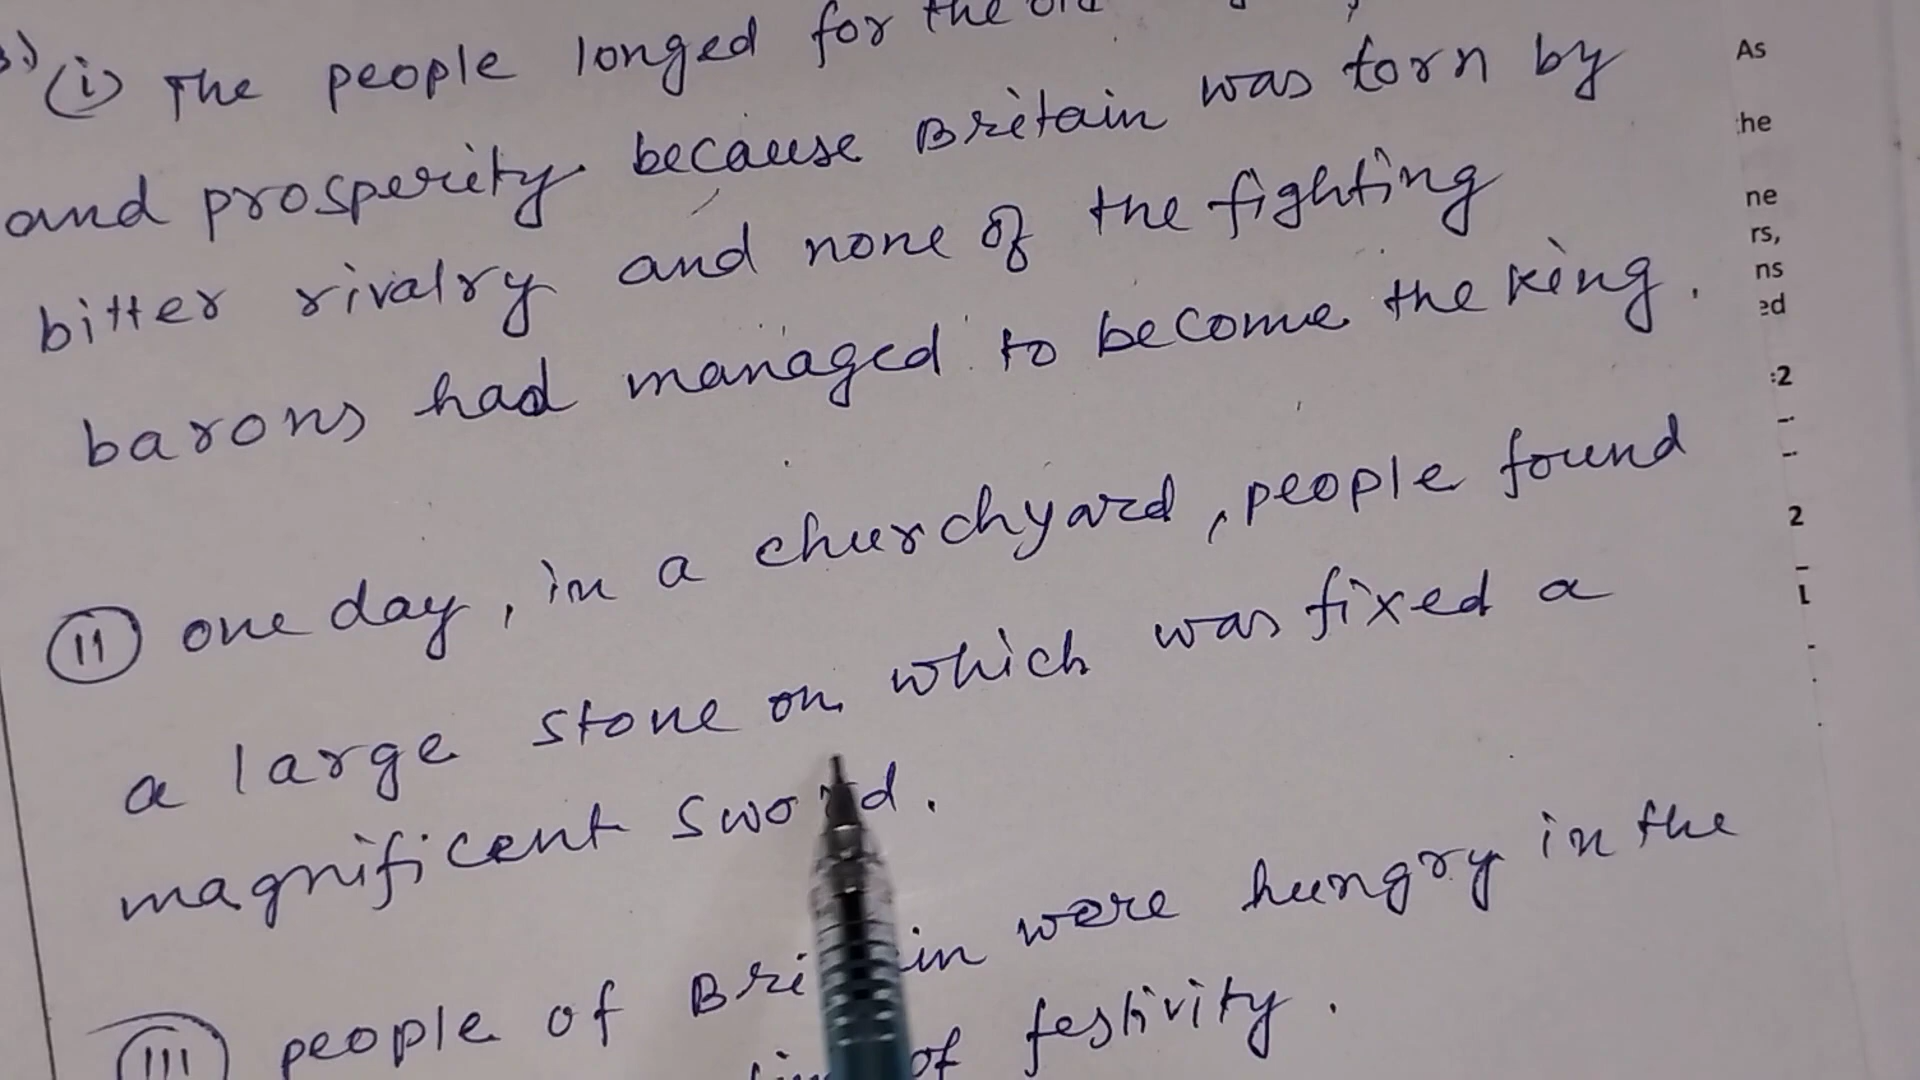 (i) The people longed for the old
and prosperity because Britain was torn by
bitter rivalry and none of the fighting
barons had managed to become the king.
(ii) one day, in a churchyard, people found
a large stone on which was fixed a
magnificent sword.
(iii) people of Britain were hungry in the
of festivity.
As
he
ne
rs,
ns
ed
:2
2